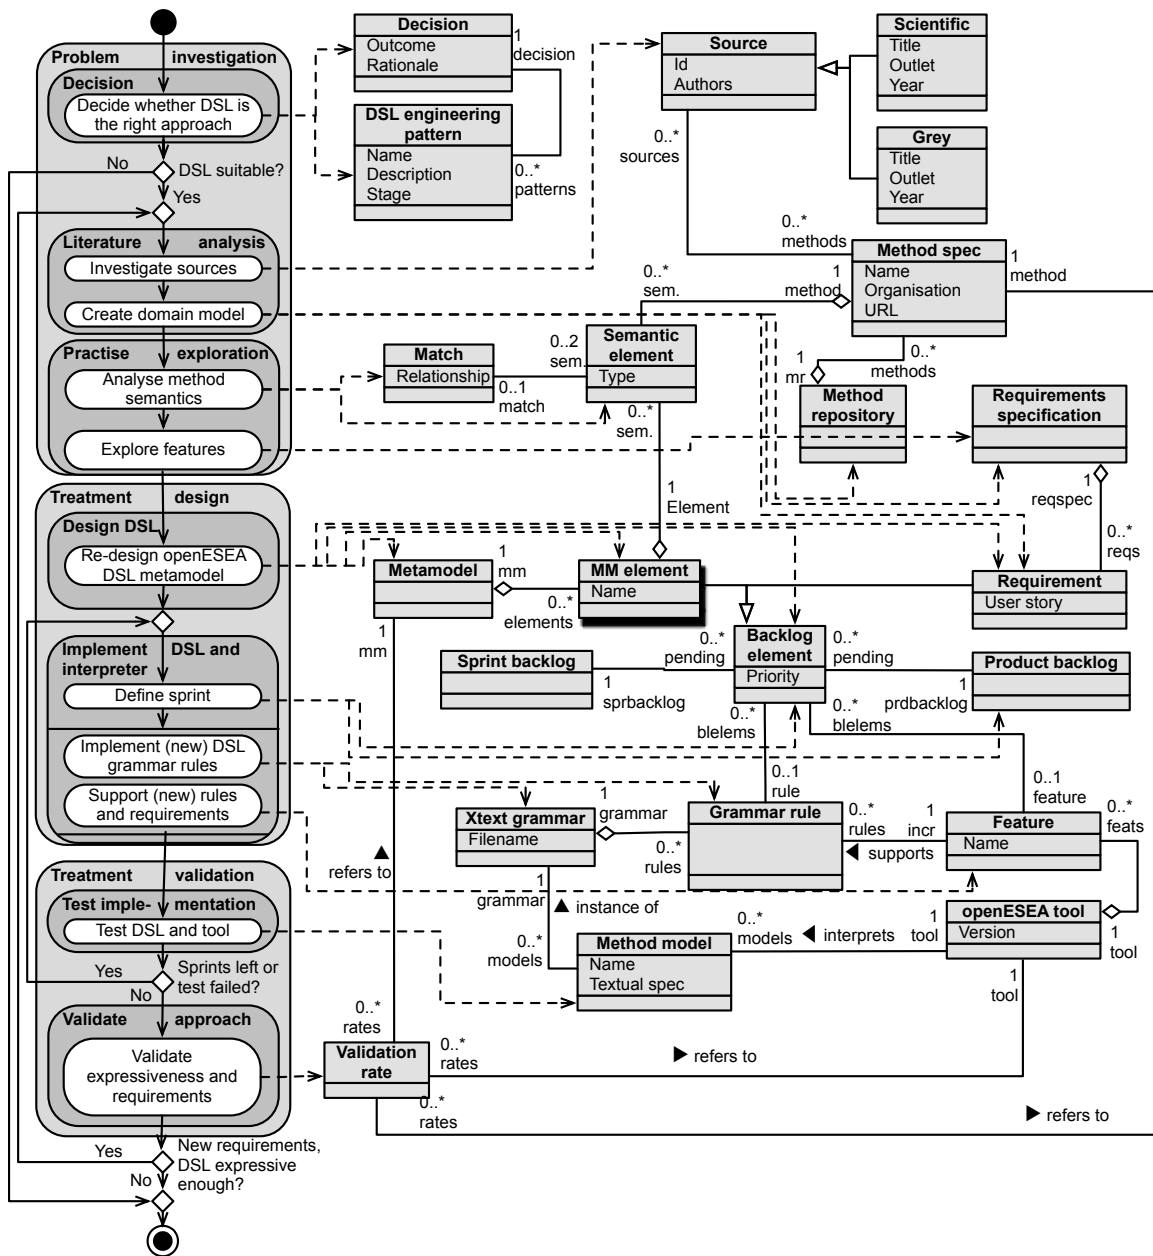 Problem investigation
Decision
Decide whether DSL is
the right approach
No
DSL suitable?
Yes
Literature analysis
Investigate sources
Create domain model
Practise exploration
Analyse method
semantics
Explore features
Treatment design
Design DSL
Re-design openESEA
DSL metamodel
Implement DSL and
interpreter
Define sprint
Implement (new) DSL
grammar rules
Support (new) rules
and requirements
Treatment validation
Test imple- mentation
Test DSL and tool
Yes
Sprints left or
test failed?
No
Validate approach
Validate
expressiveness and
requirements
Yes
New requirements,
DSL expressive
enough?
No
Decision
Outcome
Rationale
1
decision
DSL engineering
pattern
Name
Description
Stage
0..*
patterns
Source
Id
Authors
0..*
sources
Scientific
Title
Outlet
Year
Grey
Title
Outlet
Year
0..*
methods
Method spec
Name
Organisation
URL
1
method
1
method
0..*
sem.
0..*
methods
1
mr
Match
Relationship
0..1
match
0..2
sem.
Semantic
element
Type
0..*
sem.
Method
repository
Requirements
specification
1
reqspec
0..*
reqs
1
Element
Metamodel
1
mm
0..*
elements
MM element
Name
Requirement
User story
1
mm
Sprint backlog
1
sprbacklog
0..*
pending
Backlog
element
Priority
0..*
pending
Product backlog
1
prdbacklog
0..*
blelems
0..*
blelems
0..1
rule
0..1
feature
Xtext grammar
Filename
1
grammar
0..*
rules
Grammar rule
0..*
rules
1
incr
◀ supports
Feature
Name
0..*
feats
▲
refers to
1
grammar
▲ instance of
0..*
models
Method model
Name
Textual spec
0..*
models
◀ interprets
1
tool
openESEA tool
Version
1
tool
1
tool
0..*
rates
Validation
rate
0..*
rates
▶ refers to
0..*
rates
▶ refers to